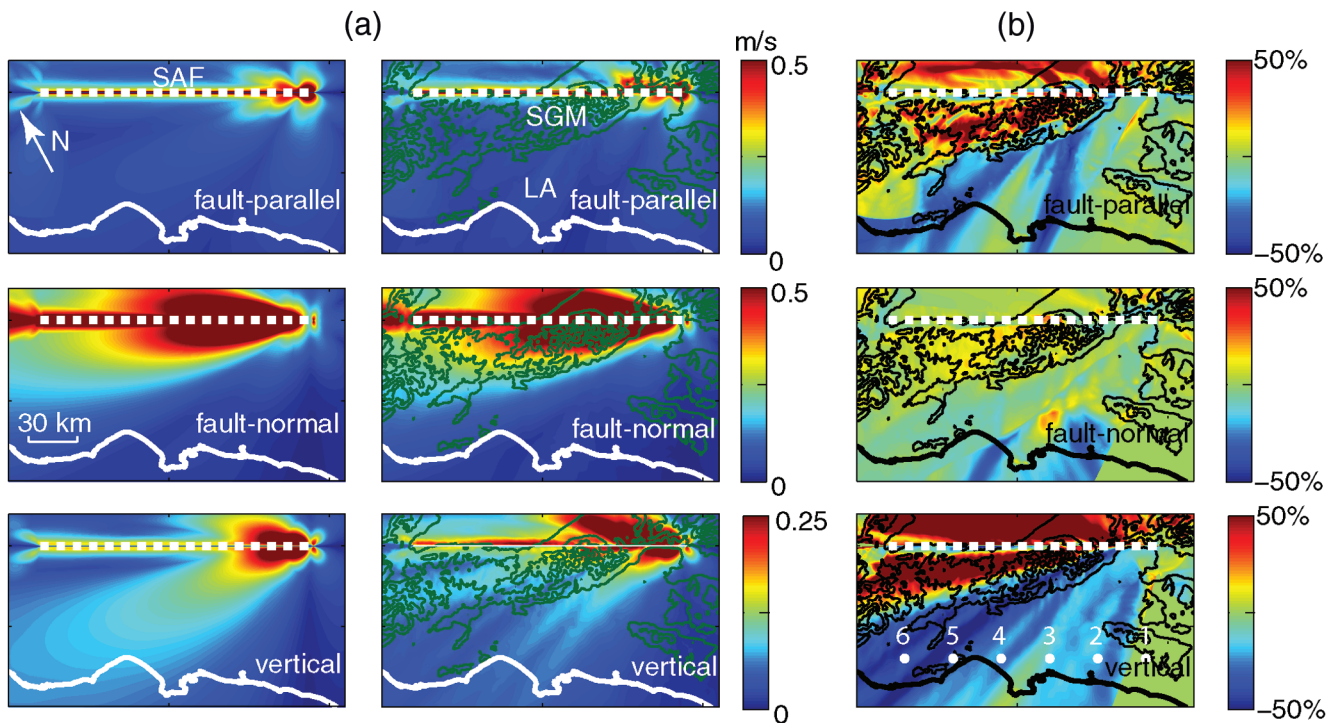 (a)
(b)
m/s
SAF
N
fault-parallel
SGM
LA
fault-parallel
0.5
0
fault-parallel
50%
−50%
30 km
fault-normal
fault-normal
0.5
0
fault-normal
50%
−50%
vertical
vertical
0.25
0
6 5 4 3 2 1
vertical
50%
−50%